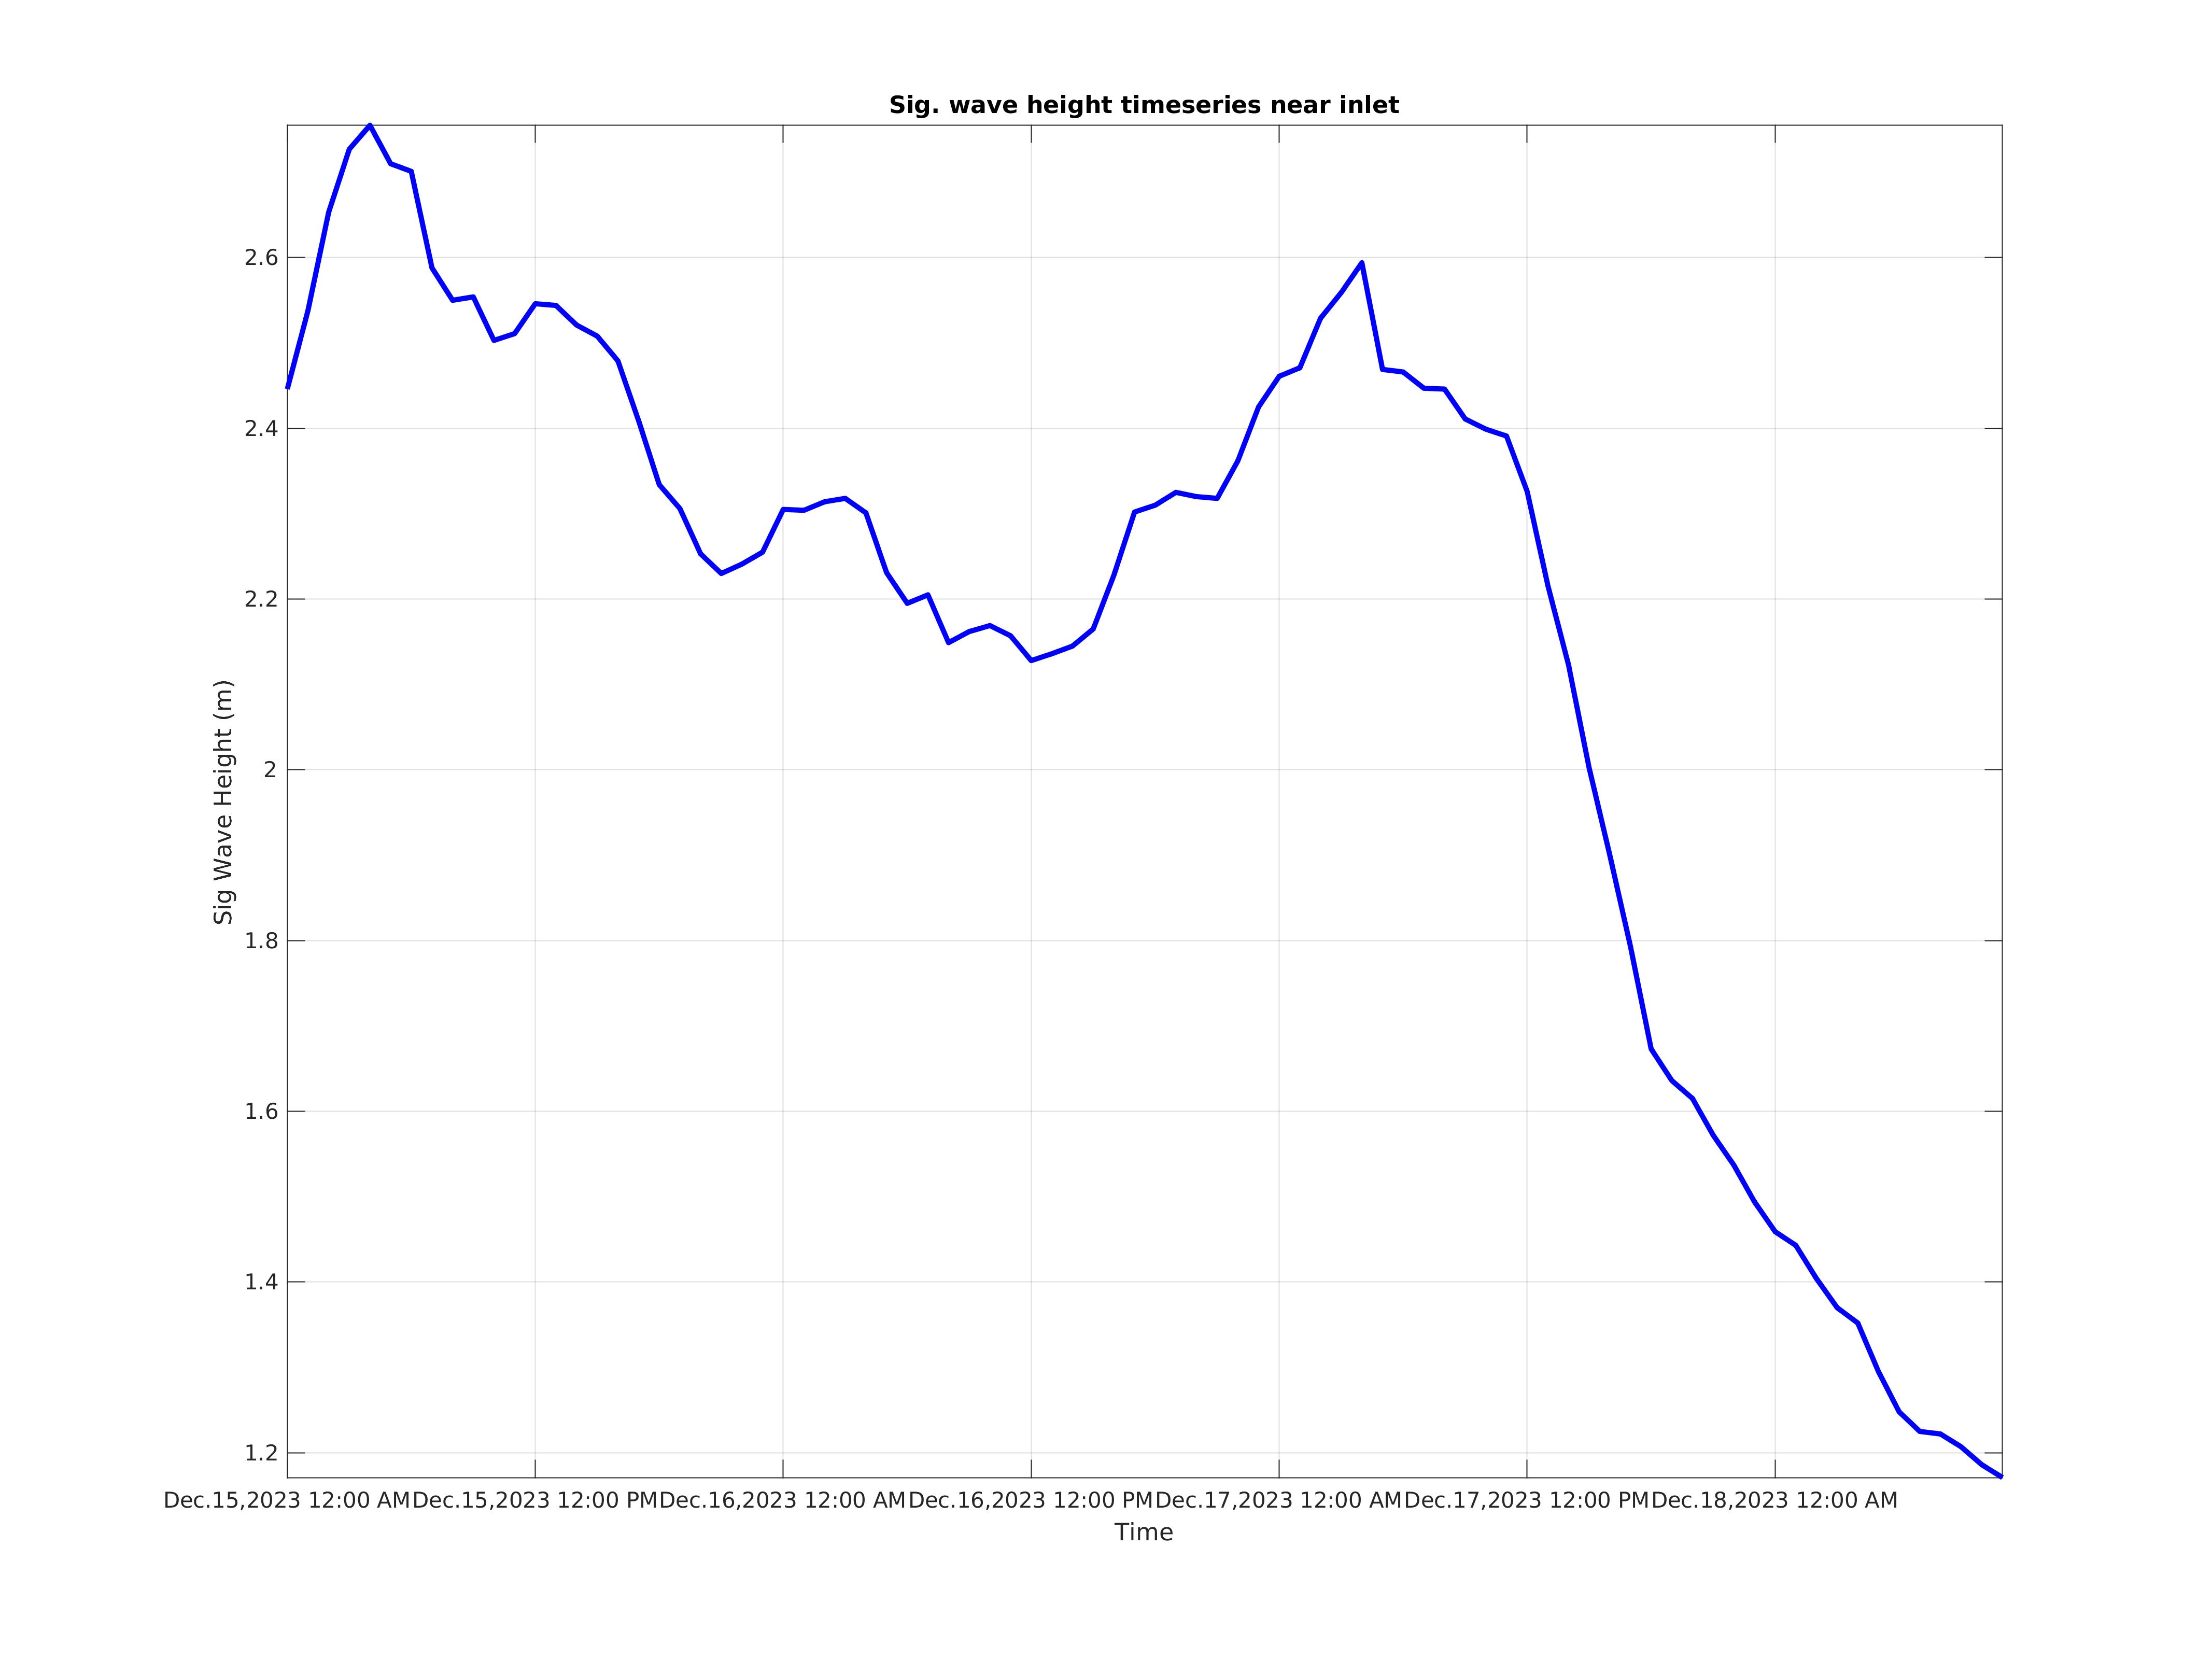 Sig. wave height timeseries near inlet
Sig Wave Height (m)
2.6
2.4
2.2
2
1.8
1.6
1.4
1.2
Dec.15,2023 12:00 AM Dec.15,2023 12:00 PM Dec.16,2023 12:00 AM Dec.16,2023 12:00 PM Dec.17,2023 12:00 AM Dec.17,2023 12:00 PM Dec.18,2023 12:00 AM
Time